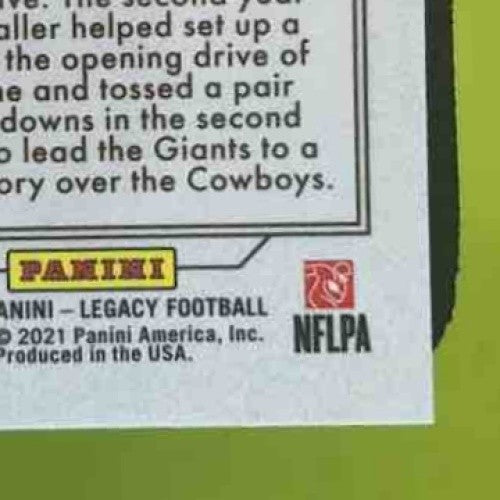 ve. The second year
aller helped set up a
the opening drive of
e and tossed a pair
downs in the second
o lead the Giants to a
ory over the Cowboys.
PANINI
ANINI – LEGACY FOOTBALL
© 2021 Panini America, Inc.
Produced in the USA.
NFLPA